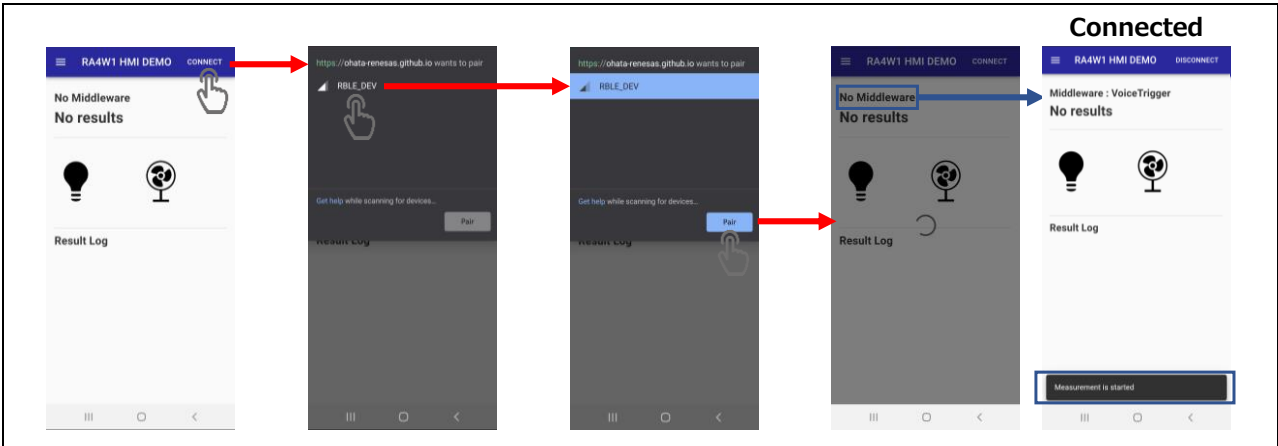 Connected
RA4W1 HMI DEMO CONNECT
No Middleware
No results
Result Log
https://ohata-renesas.github.io wants to pair
RBLE_DEV
Get help while scanning for devices...
Pair
Result Log
https://ohata-renesas.github.io wants to pair
RBLE_DEV
Get help while scanning for devices...
Pair
Result Log
RA4W1 HMI DEMO CONNECT
No Middleware
No results
Result Log
RA4W1 HMI DEMO DISCONNECT
Middleware : VoiceTrigger
No results
Result Log
Measurement is started